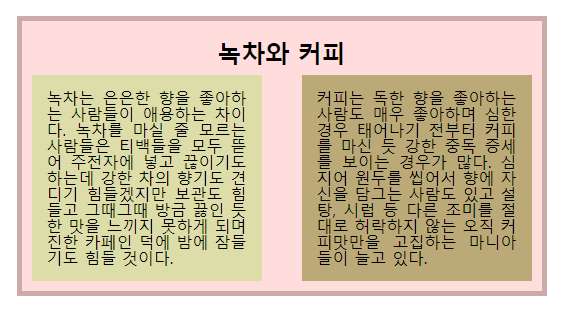 녹차와 커피
녹차는 은은한 향을 좋아하
는 사람들이 애용하는 차이
다. 녹차를 마실 줄 모르는
사람들은 티백들을 모두 뜯
어 주전자에 넣고 끊이기도
하는데 강한 차의 향기도 견
디기 힘들겠지만 보관도 힘
들고 그때그때 방금 끓인 듯
한 맛을 느끼지 못하게 되며
진한 카페인 덕에 밤에 잠들
기도 힘들 것이다.
커피는 독한 향을 좋아하는
사람도 매우 좋아하며 심한
경우 태어나기 전부터 커피
를 마신 듯 강한 중독 증세
를 보이는 경우가 많다. 심
지어 원두를 씹어서 향에 자
신을 담그는 사람도 있고 설
탕, 시럽 등 다른 조미를 절
대로 허락하지 않는 오직 커
피맛만을 고집하는 마니아
들이 늘고 있다.